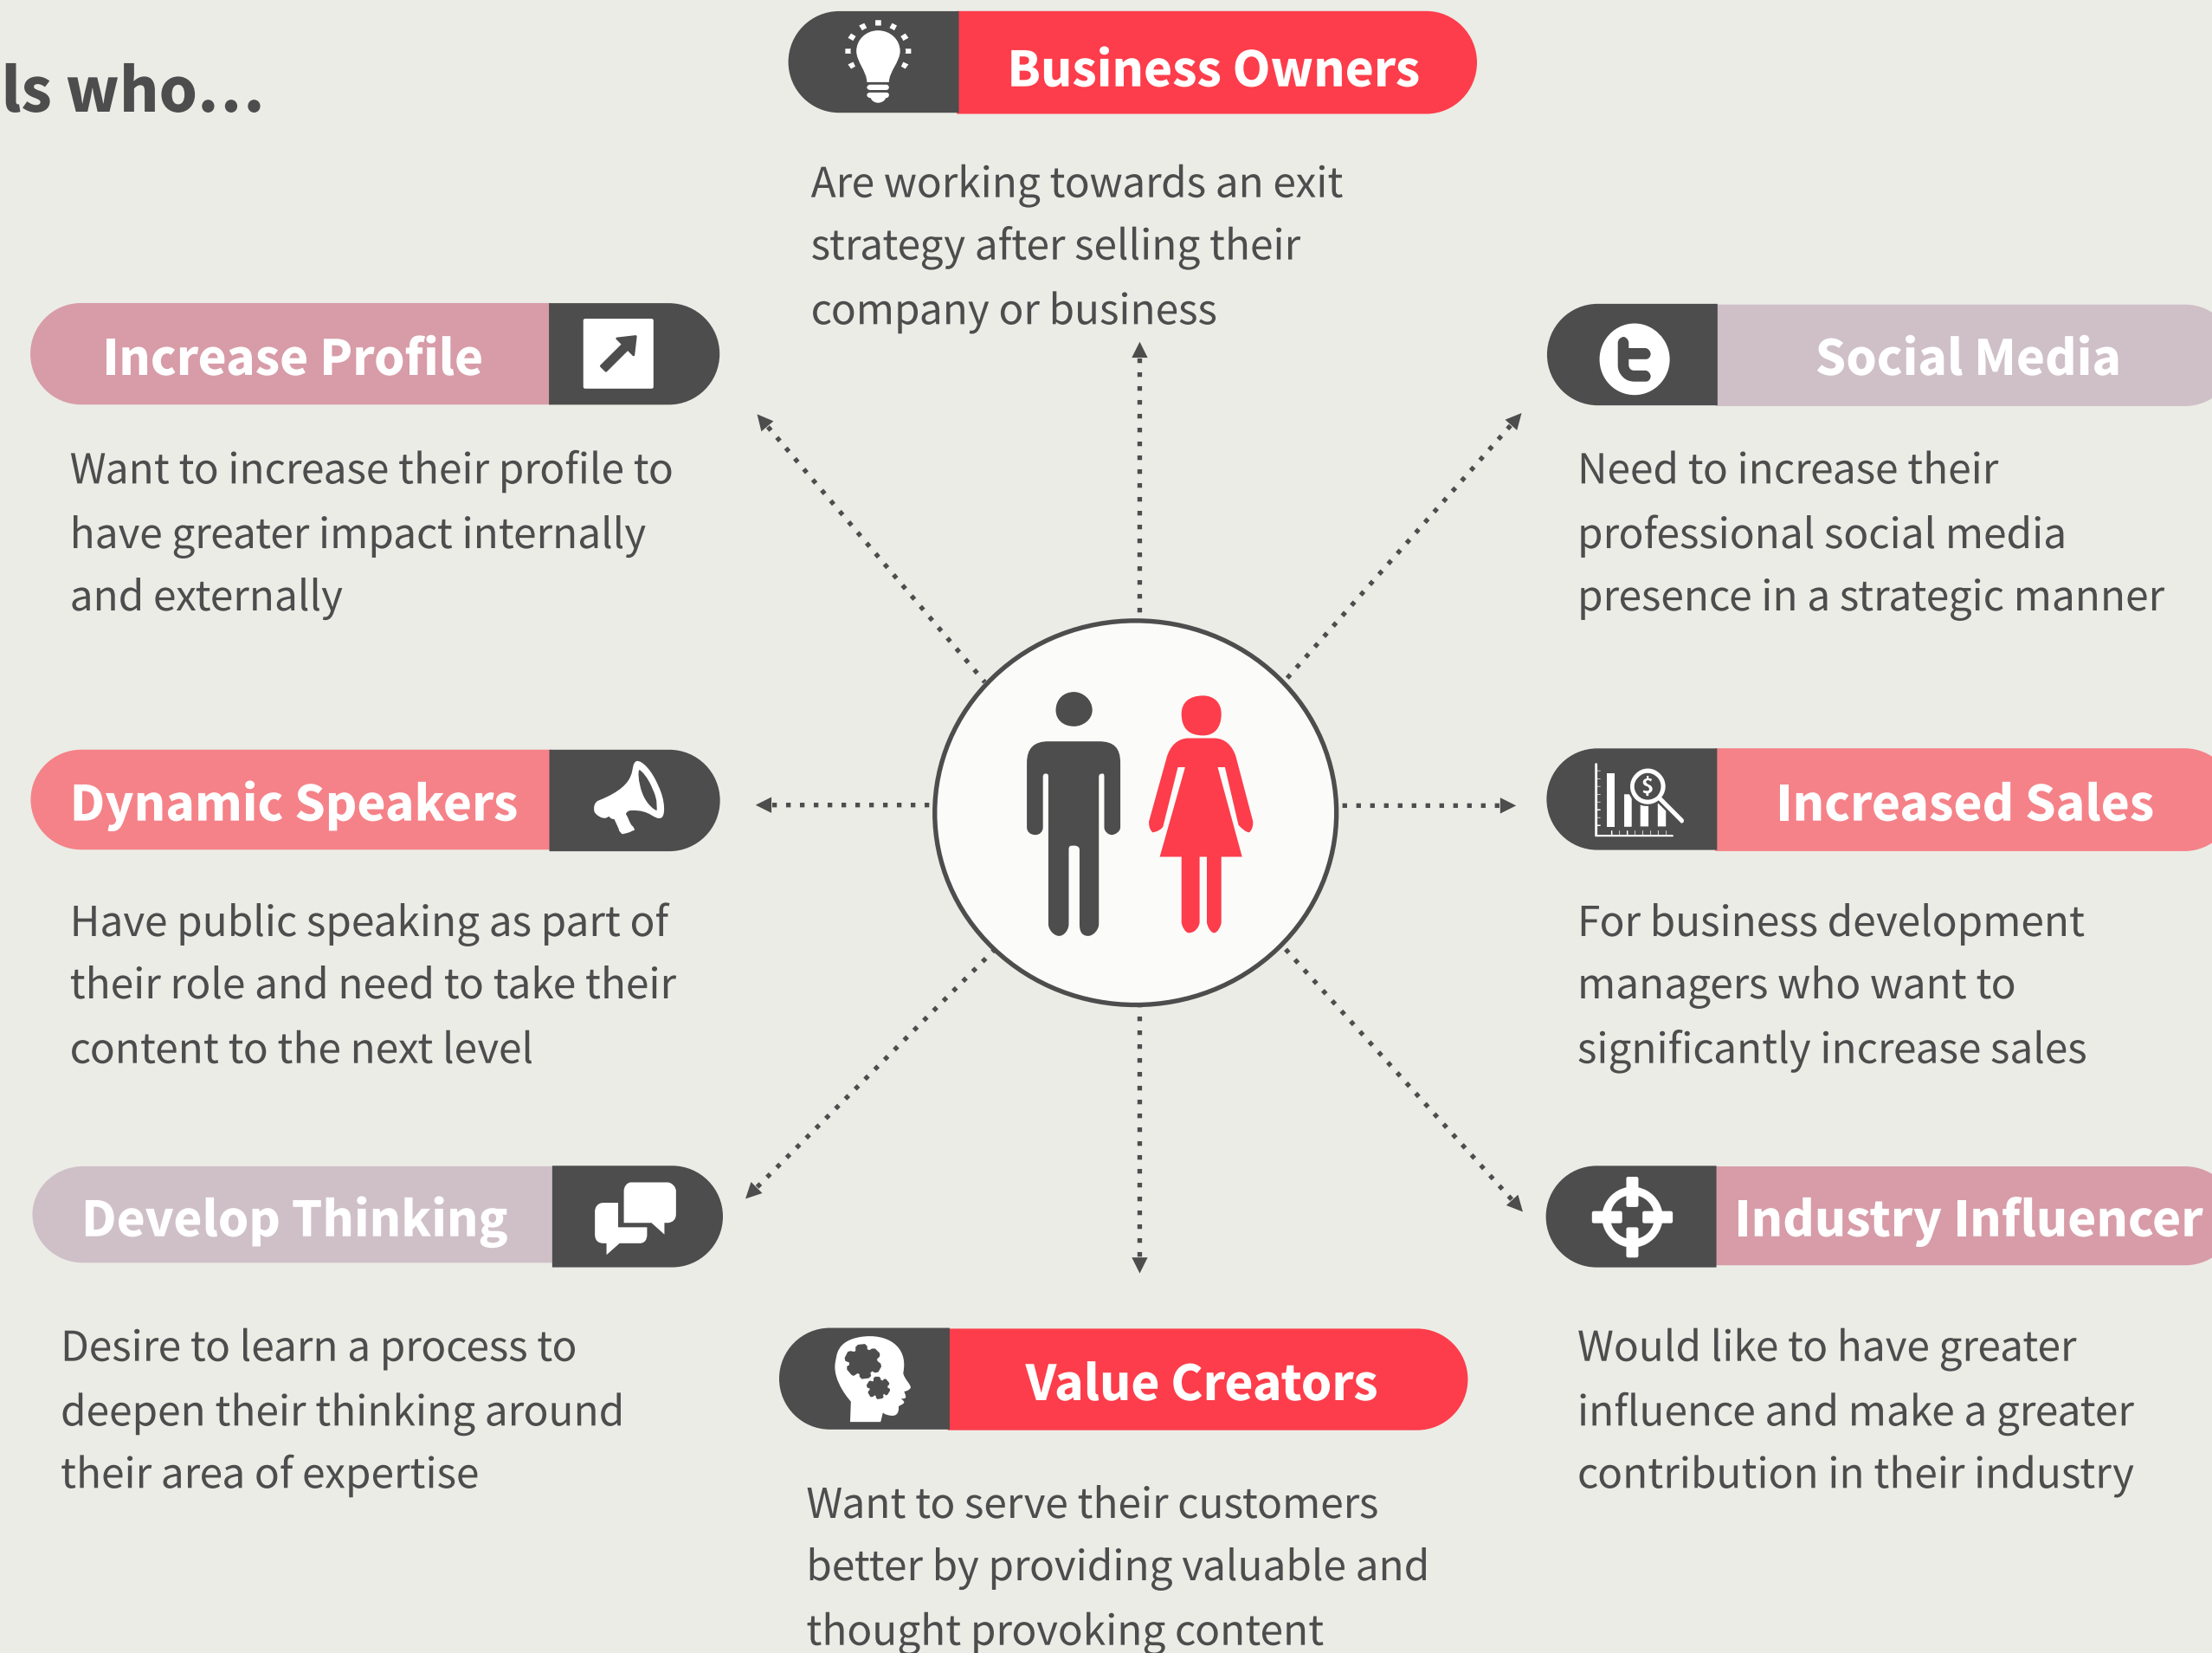 ls who...
Business Owners
Are working towards an exit
strategy after selling their
company or business
Increase Profile
Want to increase their profile to
have greater impact internally
and externally
Social Media
Need to increase their
professional social media
presence in a strategic manner
Dynamic Speakers
Have public speaking as part of
their role and need to take their
content to the next level
Increased Sales
For business development
managers who want to
significantly increase sales
Develop Thinking
Desire to learn a process to
deepen their thinking around
their area of expertise
Value Creators
Want to serve their customers
better by providing valuable and
thought provoking content
Industry Influencer
Would like to have greater
influence and make a greater
contribution in their industry